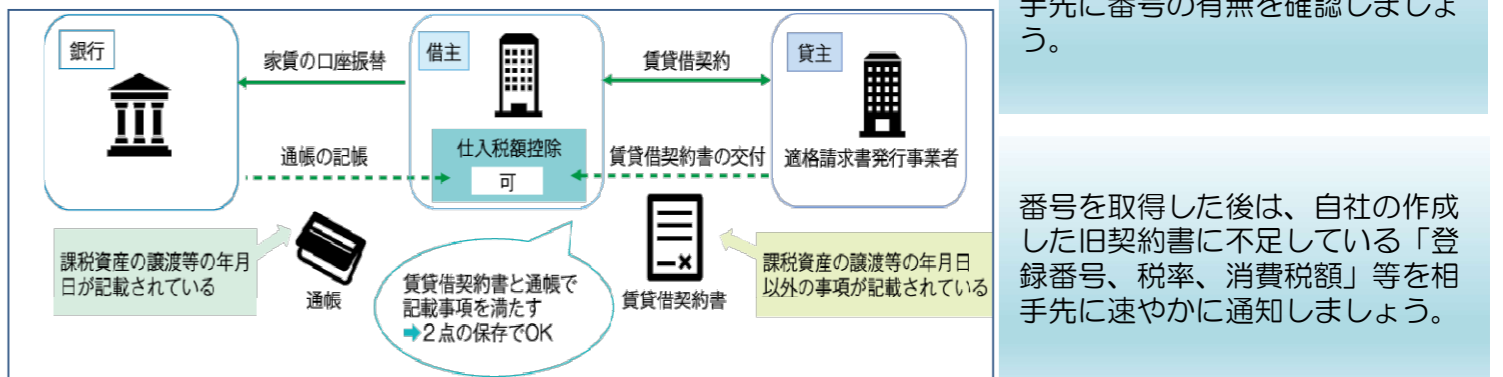 銀行
家賃の口座振替
借主
賃貸借契約
貸主
通帳の記帳
仕入税額控除
可
賃貸借契約書の交付
適格請求書発行事業者
課税資産の譲渡等の年月
日が記載されている
通帳
賃貸借契約書と通帳で
記載事項を満たす
➡2点の保存でOK
賃貸借契約書
課税資産の譲渡等の年月日
以外の事項が記載されている
手先に番号の有無を確認しましょ
う。
番号を取得した後は、自社の作成
した旧契約書に不足している「登
録番号、税率、消費税額」等を相
手先に速やかに通知しましょう。